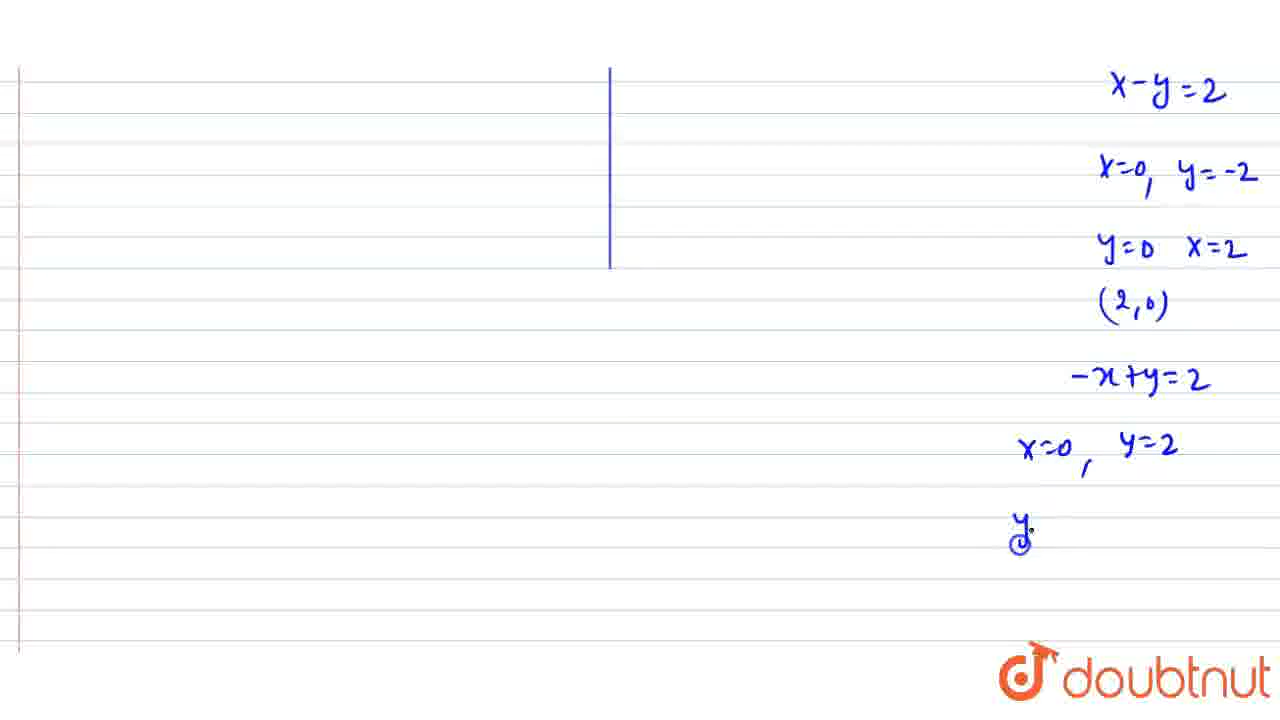 x-y=2
x=0, y=-2
y=0 x=2
(2,0)
-x+y=2
x=0, y=2
y
doubtnut